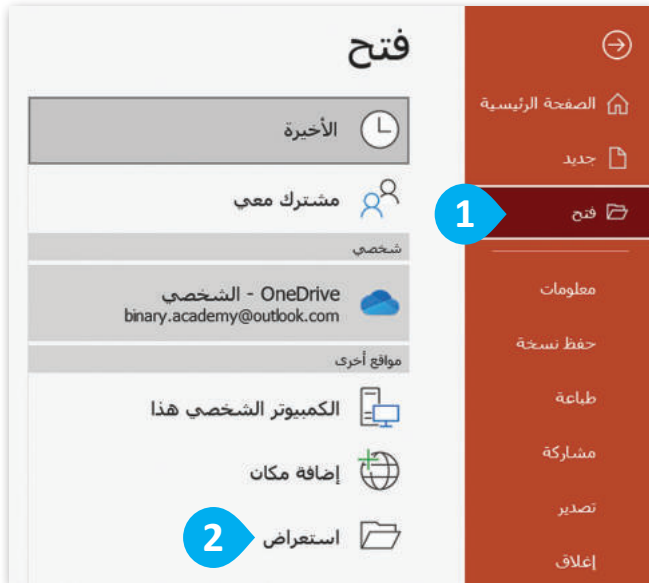 الصفحة الرئيسية
جديد
1
فتح
معلومات
حفظ نسخة
طباعة
مشاركة
تصدير
إغلاق
فتح
الأخيرة
مشترك معي
شخصي
OneDrive - الشخصي
binary.academy@outlook.com
مواقع أخرى
الكمبيوتر الشخصي هذا
إضافة مكان
استعراض 2